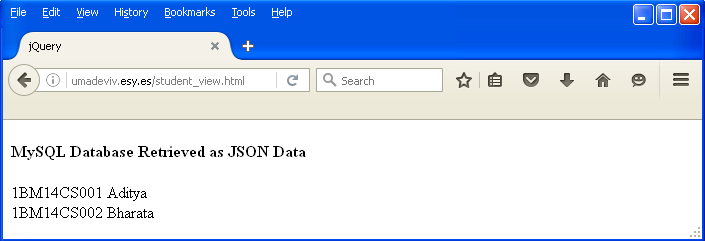 File Edit View History Bookmarks Tools Help
jQuery
umadeviv.esy.es/student_view.html Search
MySQL Database Retrieved as JSON Data
1BM14CS001 Aditya
1BM14CS002 Bharata